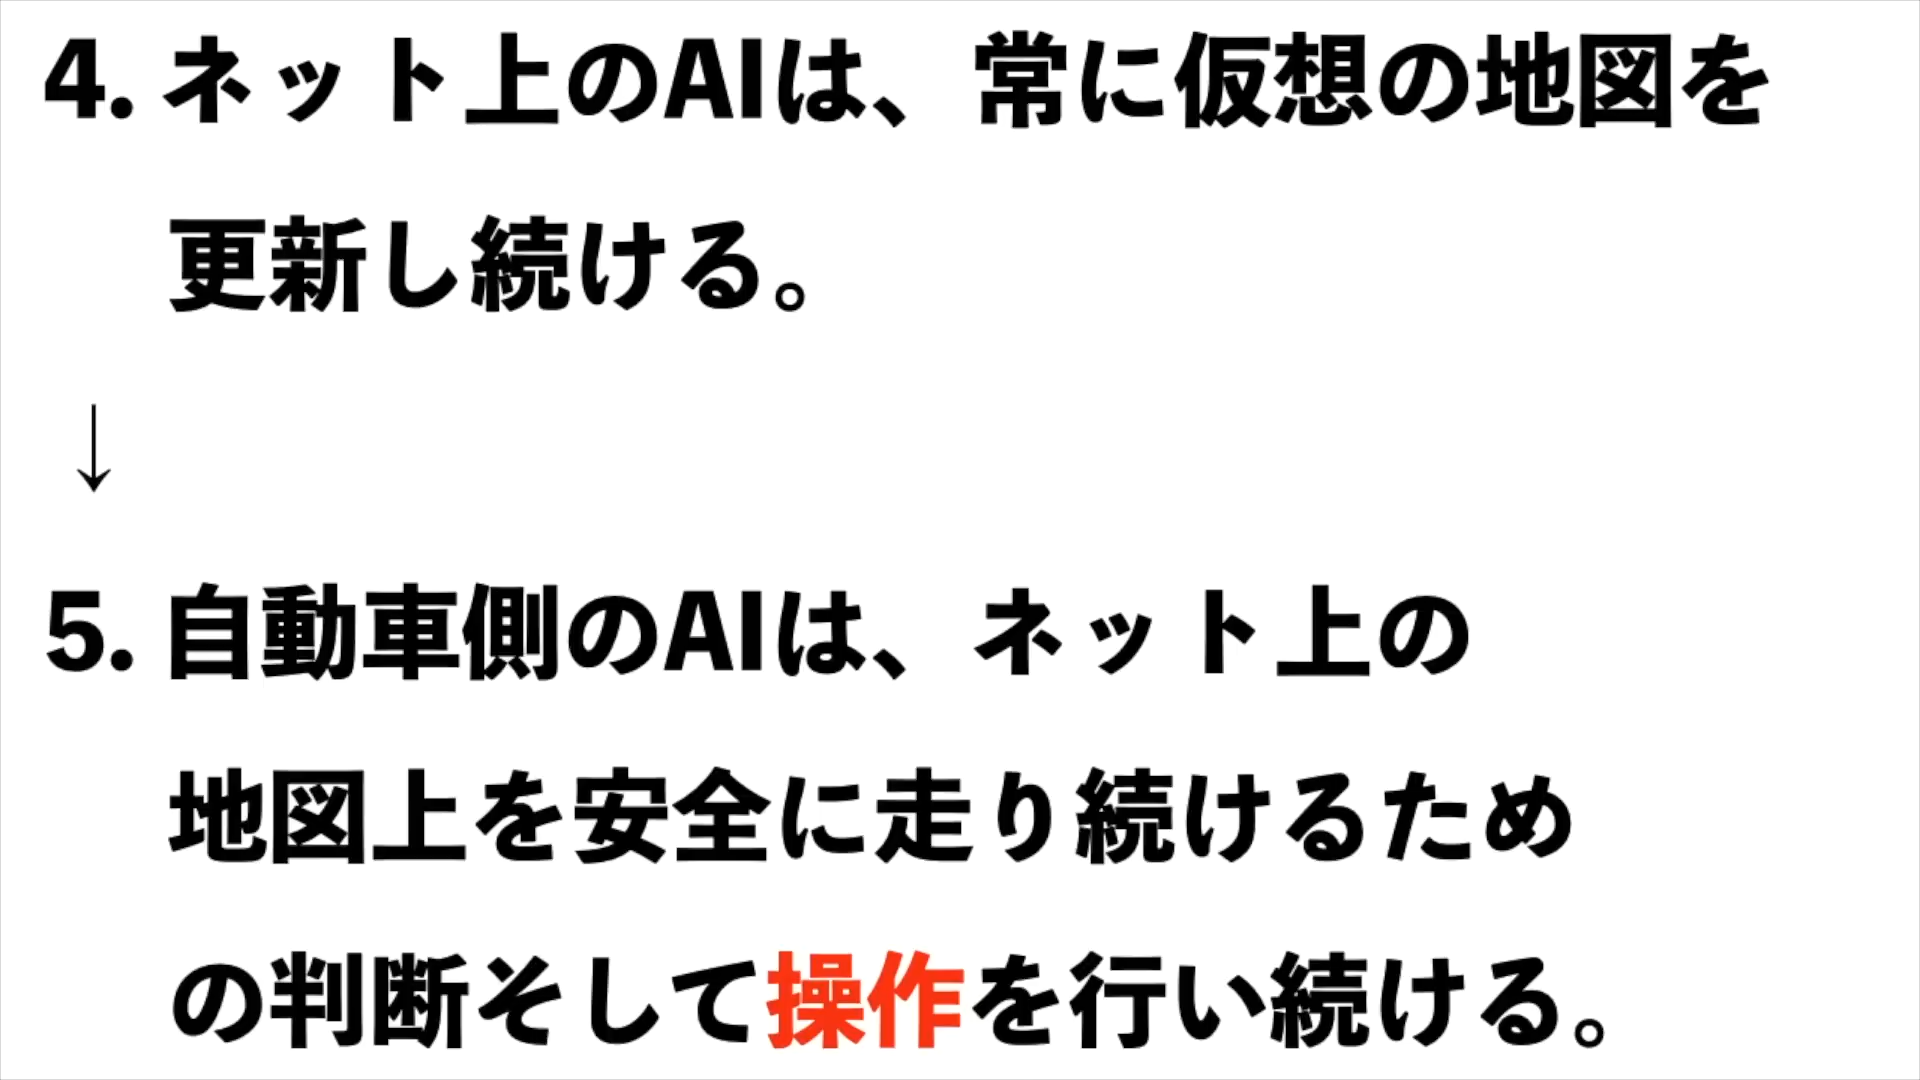 4. ネット上のAIは、常に仮想の地図を
更新し続ける。
↓
5. 自動車側のAIは、ネット上の
地図上を安全に走り続けるため
の判断そして操作を行い続ける。